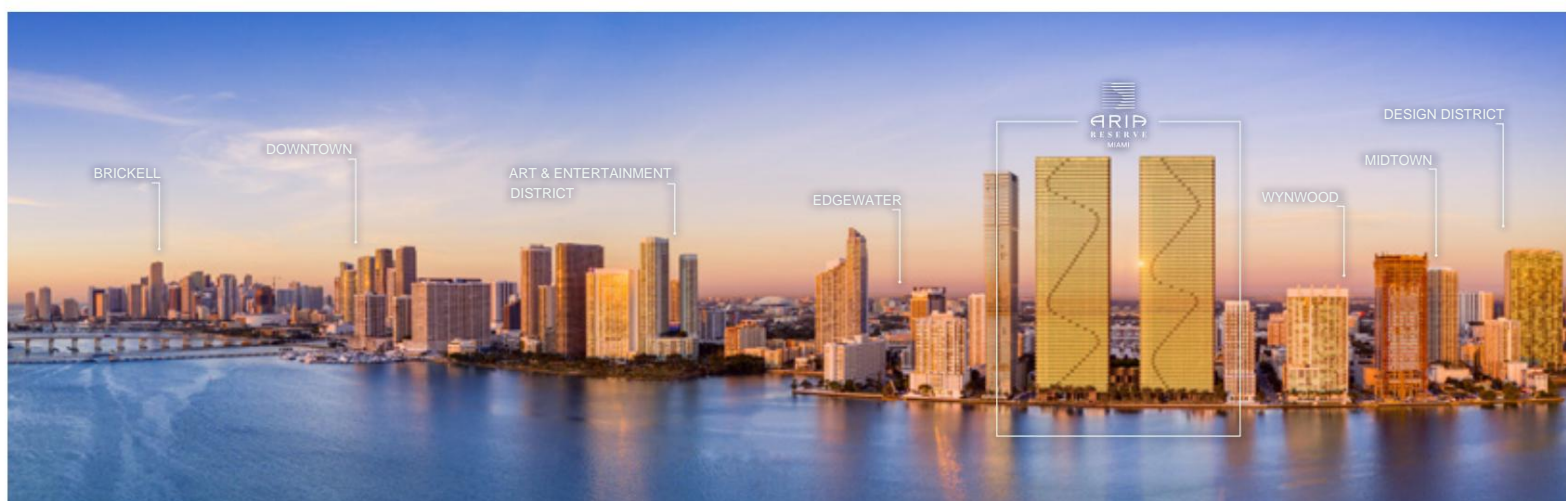 BRICKELL
DOWNTOWN
ART & ENTERTAINMENT
DISTRICT
EDGEWATER
ARIA
RESERVE
MIAMI
WYNWOOD
MIDTOWN
DESIGN DISTRICT